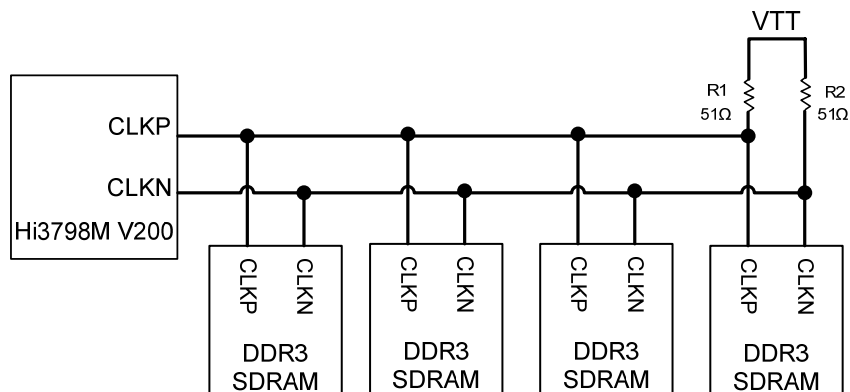 VTT
R1
51Ω
R2
51Ω
CLKP
CLKN
Hi3798M V200
CLKP
CLKN
DDR3
SDRAM
CLKP
CLKN
DDR3
SDRAM
CLKP
CLKN
DDR3
SDRAM
CLKP
CLKN
DDR3
SDRAM